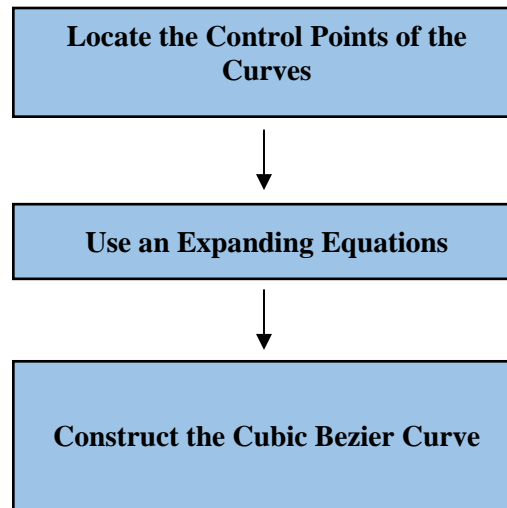 Locate the Control Points of the
Curves
Use an Expanding Equations
Construct the Cubic Bezier Curve